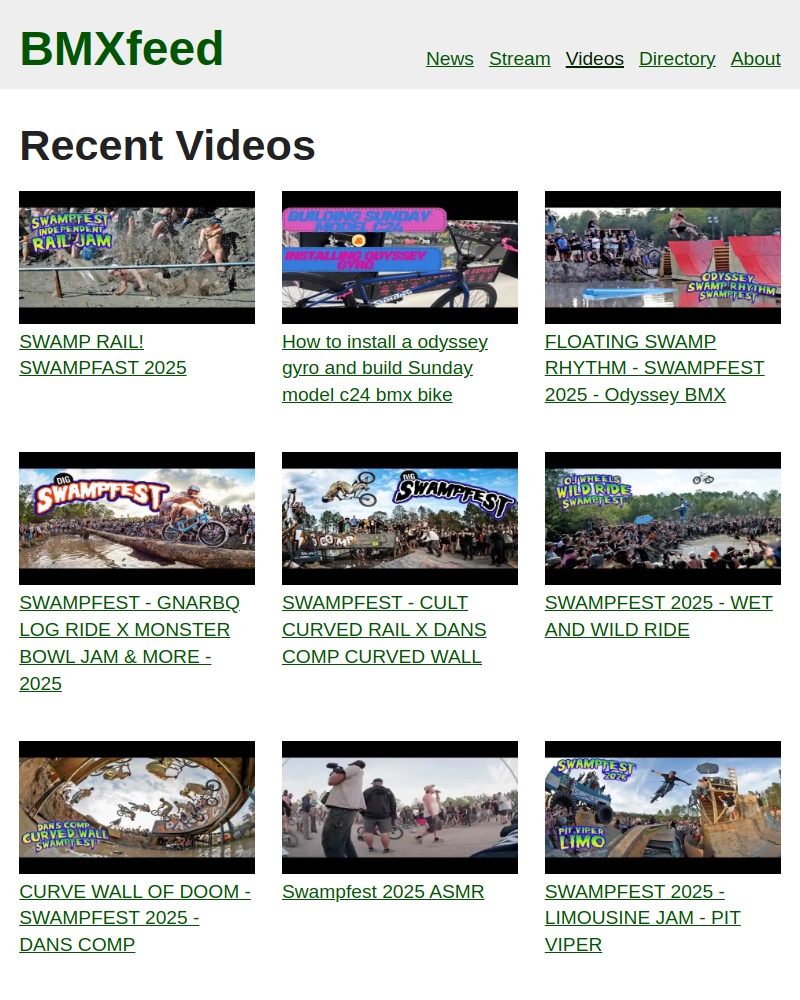 BMXfeed
News Stream Videos Directory About
Recent Videos
SWAMPFEST
INDEPENDENT
RAIL JAM
BUILDING SUNDAY
MODEL C24
INSTALLING ODYSSEY
GYRO
ODYSSEY
SWAMP RHYTHM
SWAMPFEST
SWAMP RAIL!
SWAMPFAST 2025
How to install a odyssey
gyro and build Sunday
model c24 bmx bike
FLOATING SWAMP
RHYTHM - SWAMPFEST
2025 - Odyssey BMX
DIG
SWAMPFEST
DIG
SWAMPFEST
COMP
WHEELS
WILD RIDE
SWAMPFEST
SWAMPFEST - GNARBQ
LOG RIDE X MONSTER
BOWL JAM & MORE -
2025
SWAMPFEST - CULT
CURVED RAIL X DANS
COMP CURVED WALL
SWAMPFEST 2025 - WET
AND WILD RIDE
DANS COMP
CURVED WALL
SWAMPFEST
SWAMPFEST
2025
PIT VIPER
LIMO
CURVE WALL OF DOOM -
SWAMPFEST 2025 -
DANS COMP
Swampfest 2025 ASMR
SWAMPFEST 2025 -
LIMOUSINE JAM - PIT
VIPER